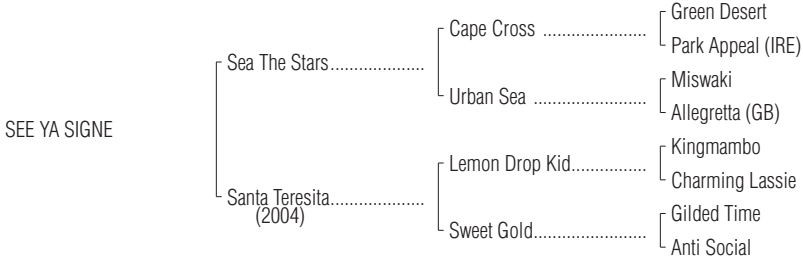 Green Desert
Cape Cross ......................
Park Appeal (IRE)
Sea The Stars....................
Miswaki
Urban Sea ........................
Allegretta (GB)
SEE YA SIGNE
Kingmambo
Lemon Drop Kid................
Charming Lassie
Santa Teresita....................
(2004)
Gilded Time
Sweet Gold........................
Anti Social